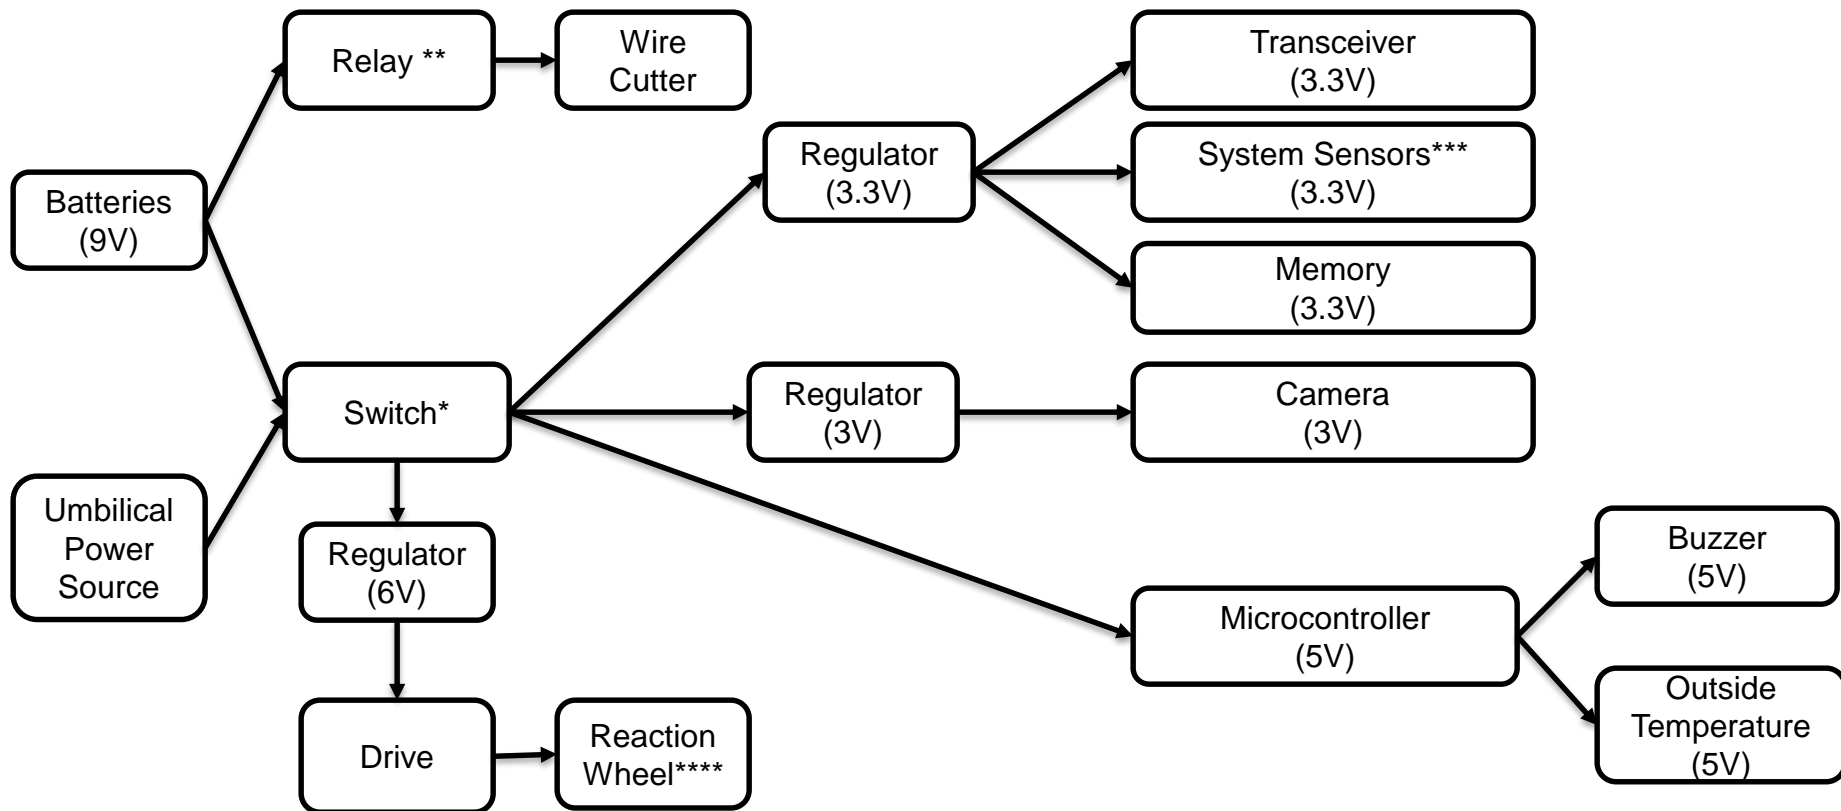 Relay **
Wire
Cutter
Transceiver
(3.3V)
Regulator
(3.3V)
System Sensors***
(3.3V)
Batteries
(9V)
Memory
(3.3V)
Switch*
Regulator
(3V)
Camera
(3V)
Umbilical
Power
Source
Regulator
(6V)
Buzzer
(5V)
Microcontroller
(5V)
Outside
Temperature
(5V)
Drive
Reaction
Wheel****